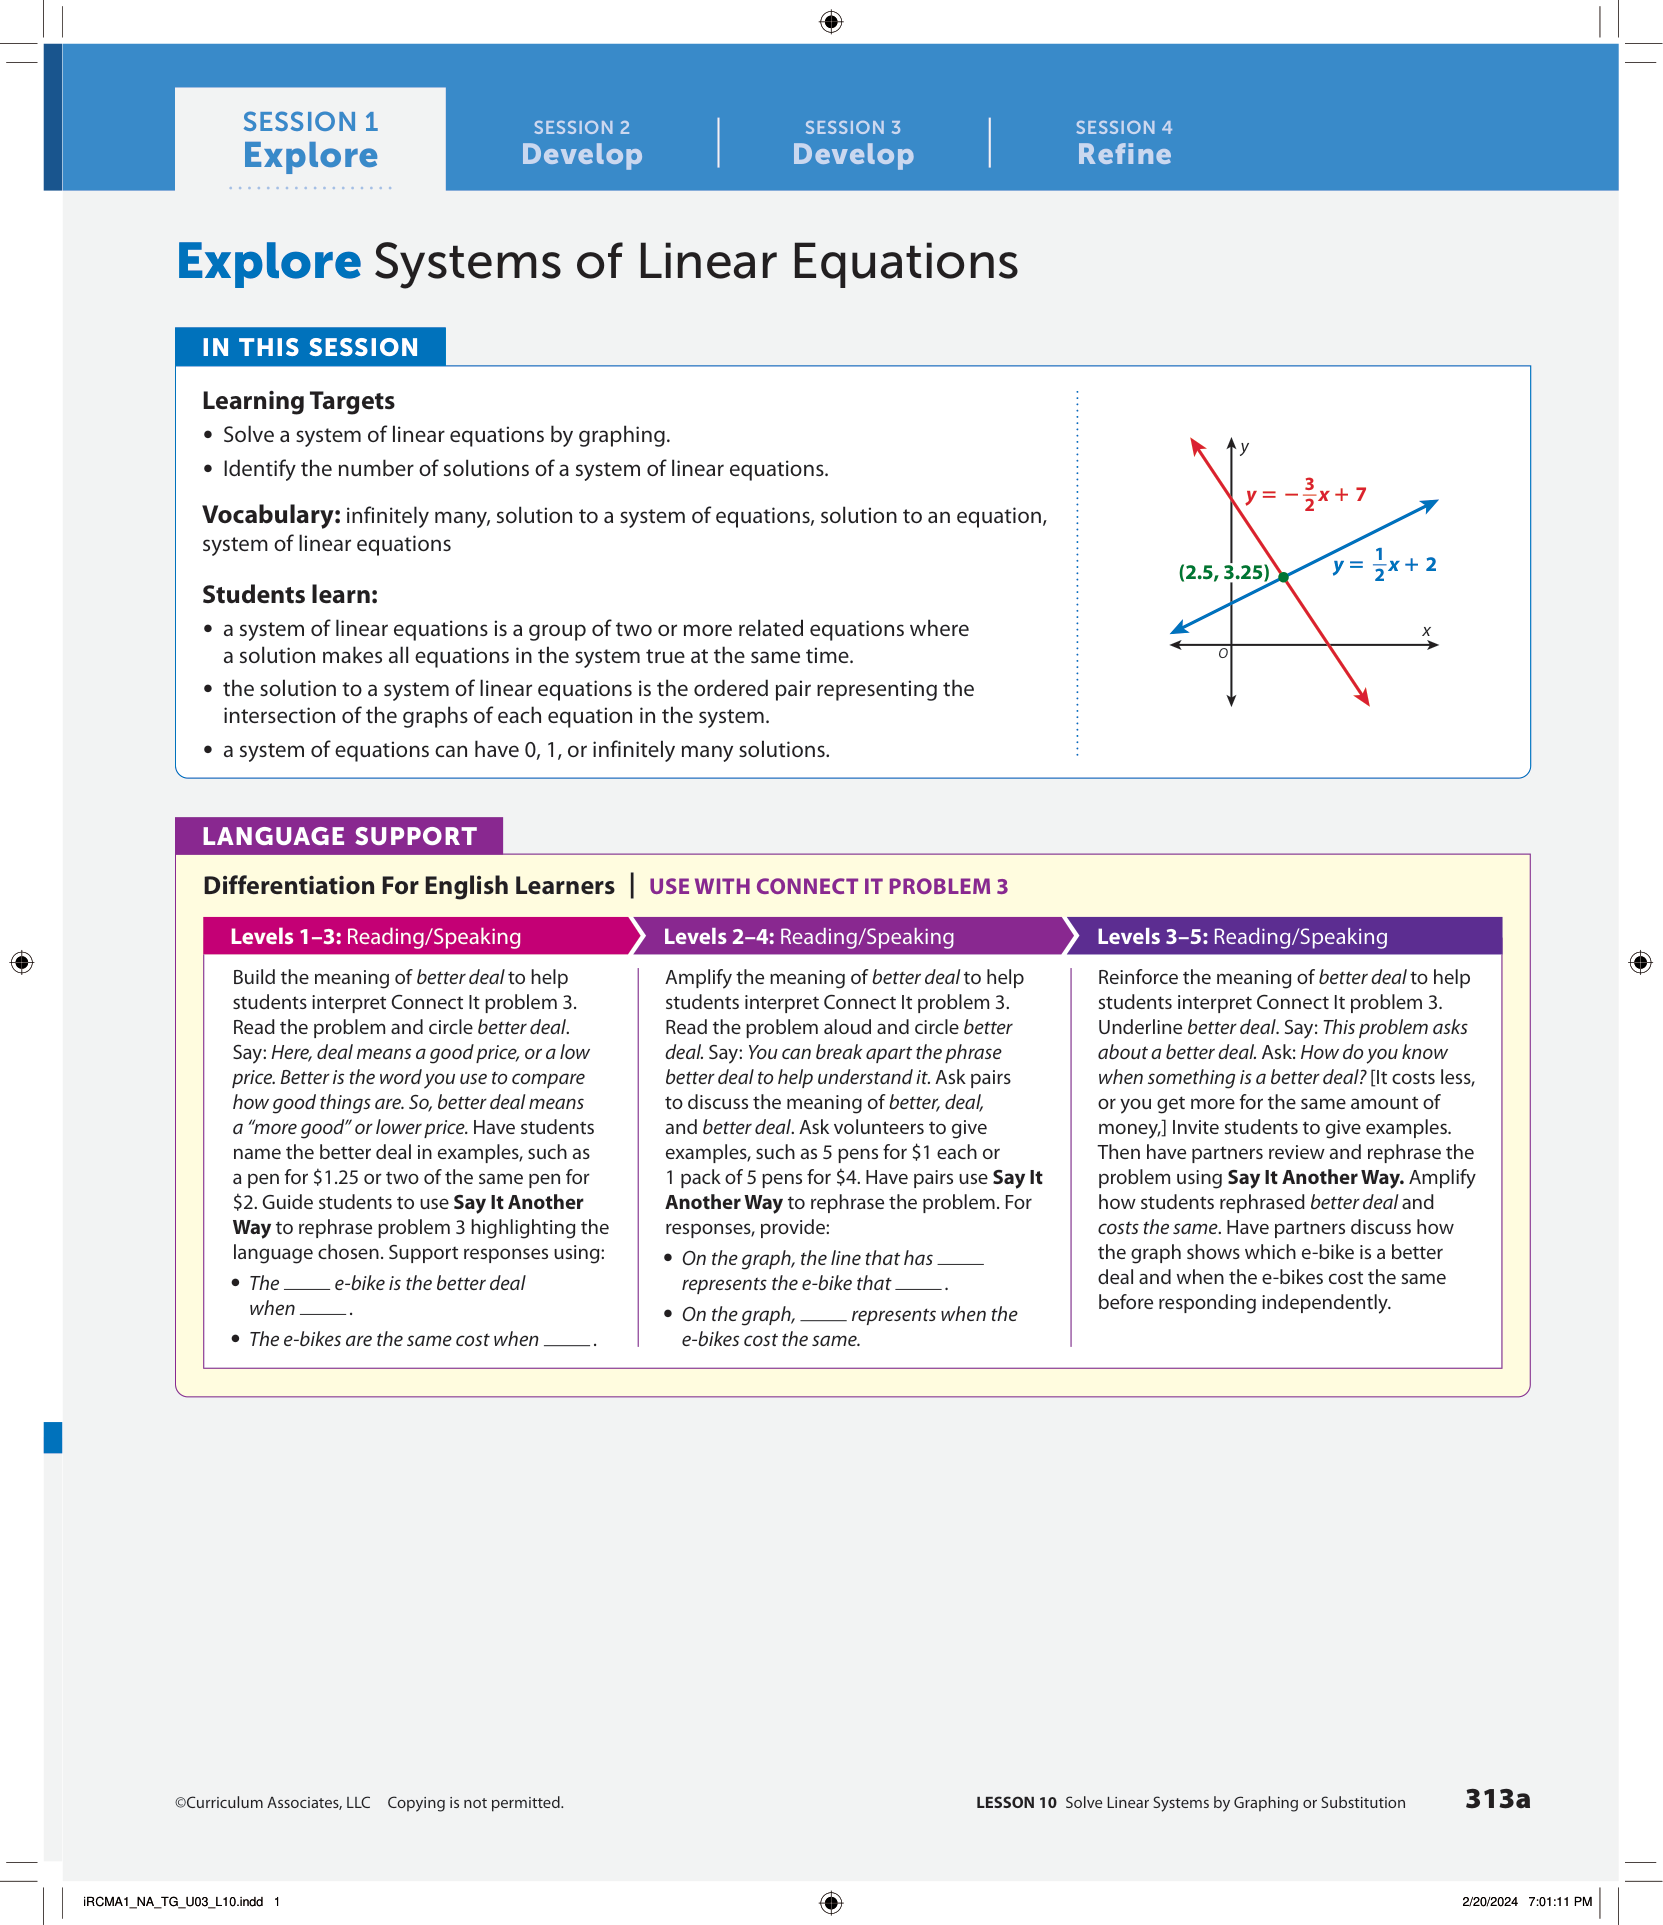 SESSION 1
Explore
SESSION 2
Develop
SESSION 3
Develop
SESSION 4
Refine
Explore Systems of Linear Equations
IN THIS SESSION
Learning Targets
• Solve a system of linear equations by graphing.
• Identify the number of solutions of a system of linear equations.
Vocabulary: infinitely many, solution to a system of equations, solution to an equation,
system of linear equations
Students learn:
• a system of linear equations is a group of two or more related equations where
a solution makes all equations in the system true at the same time.
• the solution to a system of linear equations is the ordered pair representing the
intersection of the graphs of each equation in the system.
• a system of equations can have 0, 1, or infinitely many solutions.
y
y = −3/2x + 7
y = 1/2x + 2
(2.5, 3.25)
x
O
LANGUAGE SUPPORT
Differentiation For English Learners | USE WITH CONNECT IT PROBLEM 3
Levels 1–3: Reading/Speaking
Build the meaning of better deal to help
students interpret Connect It problem 3.
Read the problem and circle better deal.
Say: Here, deal means a good price, or a low
price. Better is the word you use to compare
how good things are. So, better deal means
a “more good” or lower price. Have students
name the better deal in examples, such as
a pen for $1.25 or two of the same pen for
$2. Guide students to use Say It Another
Way to rephrase problem 3 highlighting the
language chosen. Support responses using:
• The _____ e-bike is the better deal
when _____ .
• The e-bikes are the same cost when _____ .
Levels 2–4: Reading/Speaking
Amplify the meaning of better deal to help
students interpret Connect It problem 3.
Read the problem aloud and circle better
deal. Say: You can break apart the phrase
better deal to help understand it. Ask pairs
to discuss the meaning of better, deal,
and better deal. Ask volunteers to give
examples, such as 5 pens for $1 each or
1 pack of 5 pens for $4. Have pairs use Say It
Another Way to rephrase the problem. For
responses, provide:
• On the graph, the line that has _____
represents the e-bike that _____ .
• On the graph, _____ represents when the
e-bikes cost the same.
Levels 3–5: Reading/Speaking
Reinforce the meaning of better deal to help
students interpret Connect It problem 3.
Underline better deal. Say: This problem asks
about a better deal. Ask: How do you know
when something is a better deal? [It costs less,
or you get more for the same amount of
money,] Invite students to give examples.
Then have partners review and rephrase the
problem using Say It Another Way. Amplify
how students rephrased better deal and
costs the same. Have partners discuss how
the graph shows which e-bike is a better
deal and when the e-bikes cost the same
before responding independently.
©Curriculum Associates, LLC Copying is not permitted.
LESSON 10 Solve Linear Systems by Graphing or Substitution 313a
iRCMA1_NA_TG_U03_L10.indd 1
2/20/2024 7:01:11 PM